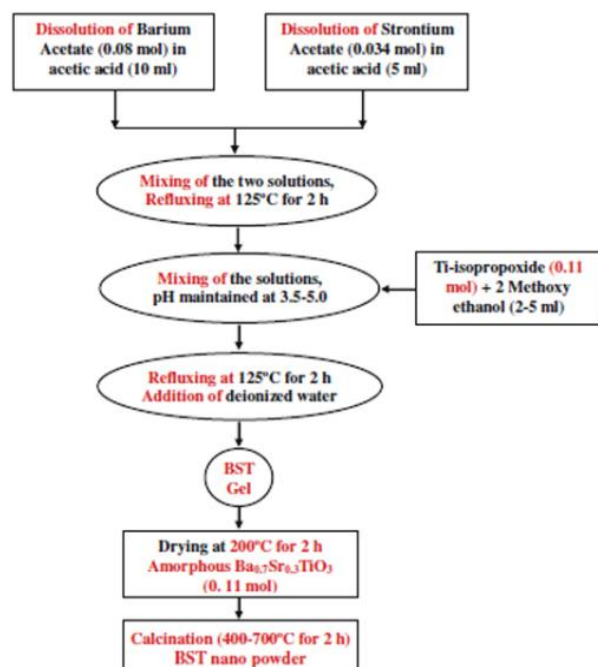 Dissolution of Barium
Acetate (0.08 mol) in
acetic acid (10 ml)
Dissolution of Strontium
Acetate (0.034 mol) in
acetic acid (5 ml)
Mixing of the two solutions,
Refluxing at 125ºC for 2 h
Mixing of the solutions,
pH maintained at 3.5-5.0
Ti-isopropoxide (0.11
mol) + 2 Methoxy
ethanol (2-5 ml)
Refluxing at 125ºC for 2 h
Addition of deionized water
BST
Gel
Drying at 200ºC for 2 h
Amorphous Ba₀.₇Sr₀.₃TiO₃
(0. 11 mol)
Calcination (400-700ºC for 2 h)
BST nano powder